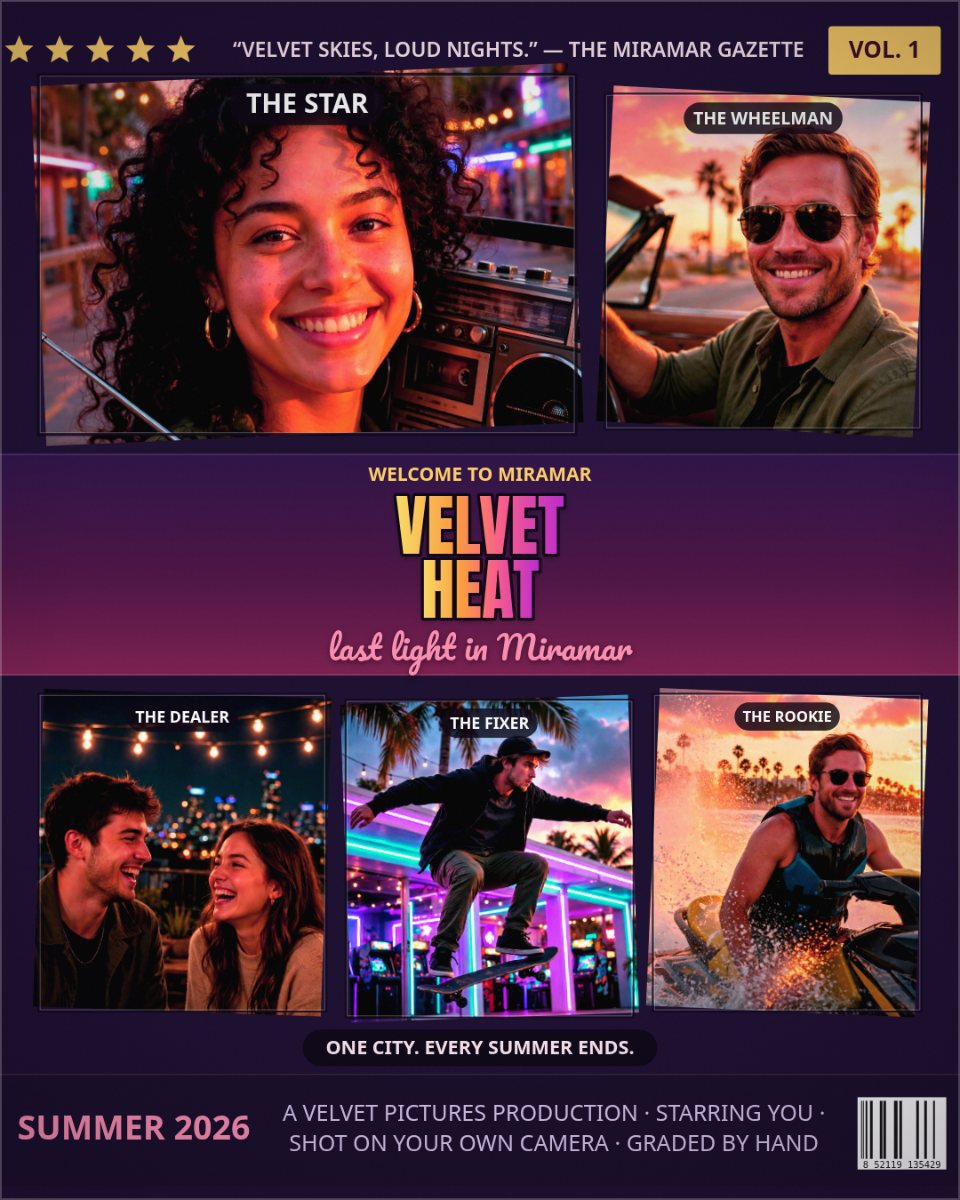 “VELVET SKIES, LOUD NIGHTS.” — THE MIRAMAR GAZETTE
VOL. 1
THE STAR
THE WHEELMAN
WELCOME TO MIRAMAR
VELVET
HEAT
last light in Miramar
THE DEALER
THE FIXER
THE ROOKIE
ONE CITY. EVERY SUMMER ENDS.
SUMMER 2026
A VELVET PICTURES PRODUCTION · STARRING YOU ·
SHOT ON YOUR OWN CAMERA · GRADED BY HAND
8 52119 135429